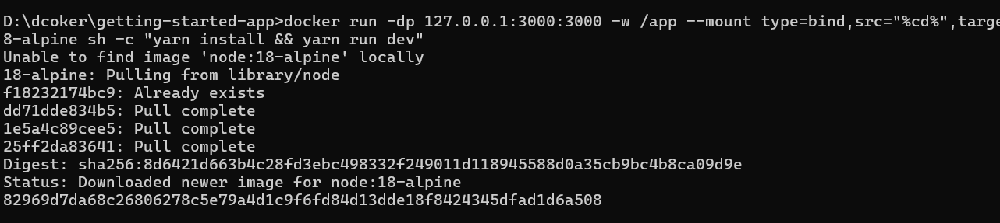 D:\dcoker\getting-started-app>docker run -dp 127.0.0.1:3000:3000 -w /app --mount type=bind,src="%cd%",targe
8-alpine sh -c "yarn install && yarn run dev"
Unable to find image 'node:18-alpine' locally
18-alpine: Pulling from library/node
f18232174bc9: Already exists
dd71dde834b5: Pull complete
1e5a4c89cee5: Pull complete
25ff2da83641: Pull complete
Digest: sha256:8d6421d663b4c28fd3ebc498332f249011d118945588d0a35cb9bc4b8ca09d9e
Status: Downloaded newer image for node:18-alpine
82969d7da68c26806278c5e79a4d1c9f6fd84d13dde18f8424345dfad1d6a508